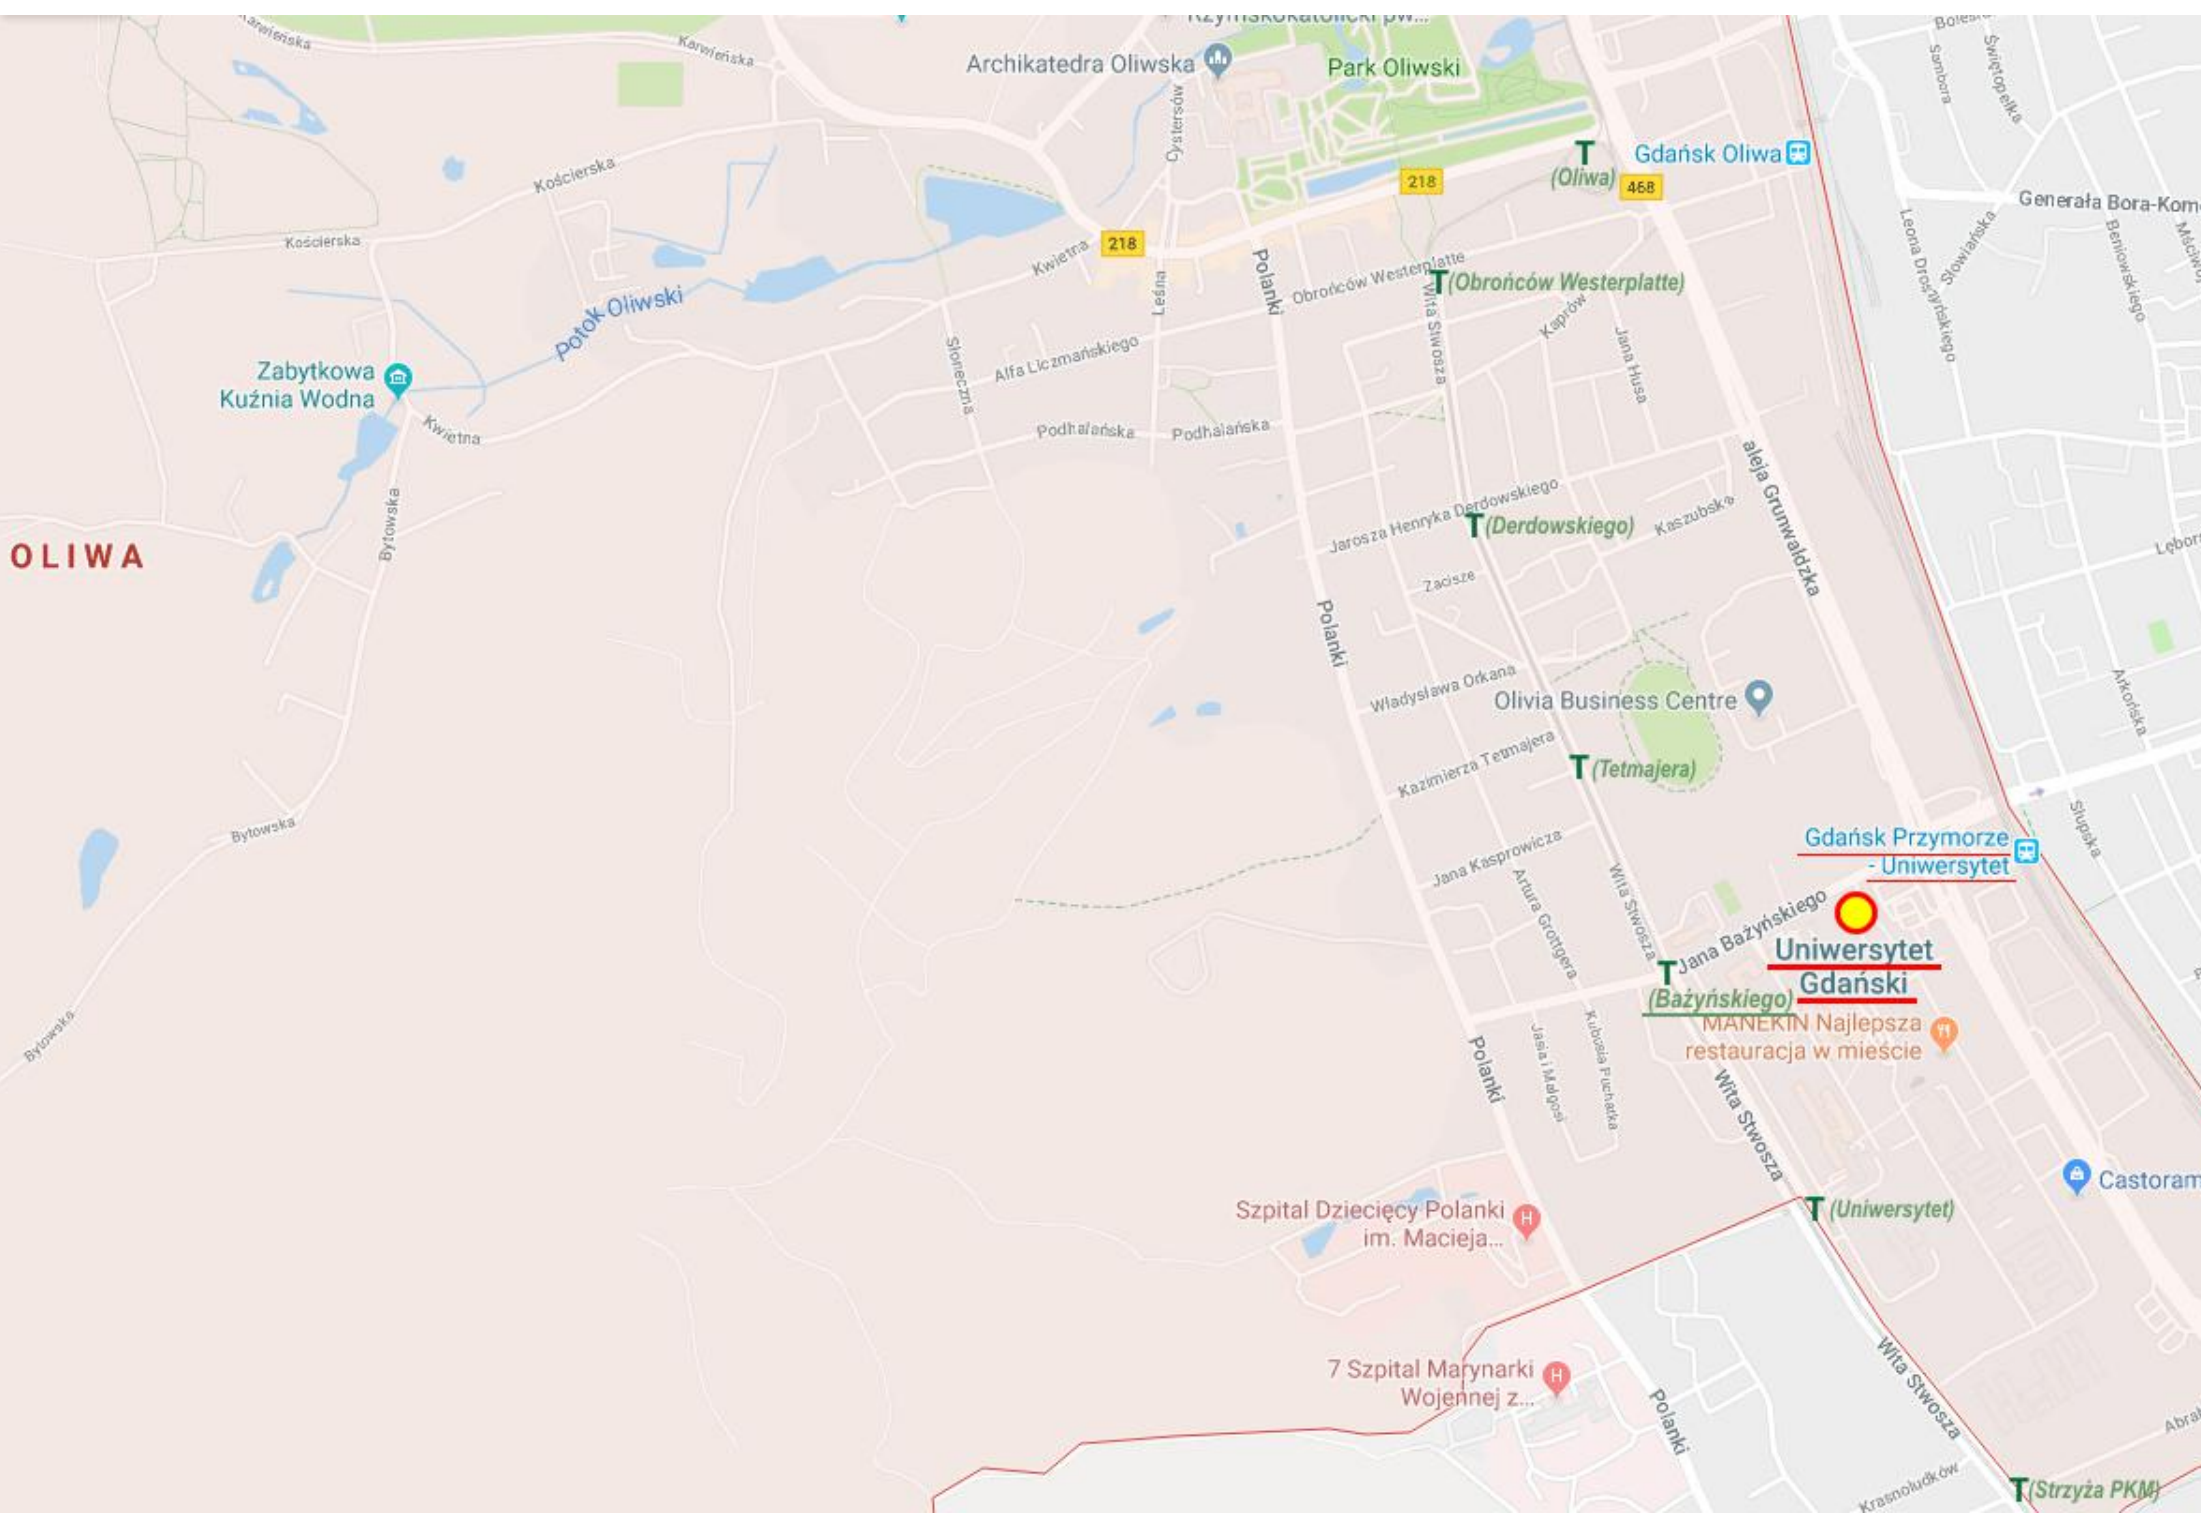 Rzymskokatolicki pw...
Karwieńska
Karwieńska
Archikatedra Oliwska
Park Oliwski
Cystersów
Sambora
Świętopełka
T
(Oliwa)
Gdańsk Oliwa
218
468
Kościerska
Kościerska
Generała Bora-Kom
Leona Droszyńskiego
Słowiańska
Beniowskiego
Kwietna
218
Leśna
Polanki
Obrońców Westerplatte
T(Obrońców Westerplatte)
Wita Stwosza
Kaprów
Jana Husa
Potok Oliwski
Słoneczna
Alfa Liczmańskiego
Zabytkowa
Kuźnia Wodna
Kwietna
Podhalańska
Podhalańska
aleja Grunwaldzka
Bytowska
Jarosza Henryka Derdowskiego
T(Derdowskiego)
Kaszubska
OLIWA
Zacisze
Polanki
Władysława Orkana
Olivia Business Centre
Arkońska
Kazimierza Tetmajera
T(Tetmajera)
Bytowska
Słupska
Gdańsk Przymorze
- Uniwersytet
Jana Kasprowicza
Artura Grottgera
Wita Stwosza
Jana Bażyńskiego
Uniwersytet
Gdański
T
(Bażyńskiego)
MANEKIN Najlepsza
restauracja w mieście
Bytowska
Polanki
Jasia i Małgosi
Kubusia Puchatka
Wita Stwosza
Castoram
Szpital Dziecięcy Polanki
im. Macieja...
T(Uniwersytet)
7 Szpital Marynarki
Wojennej z...
Polanki
Wita Stwosza
Krasnoludków
T(Strzyża PKM)